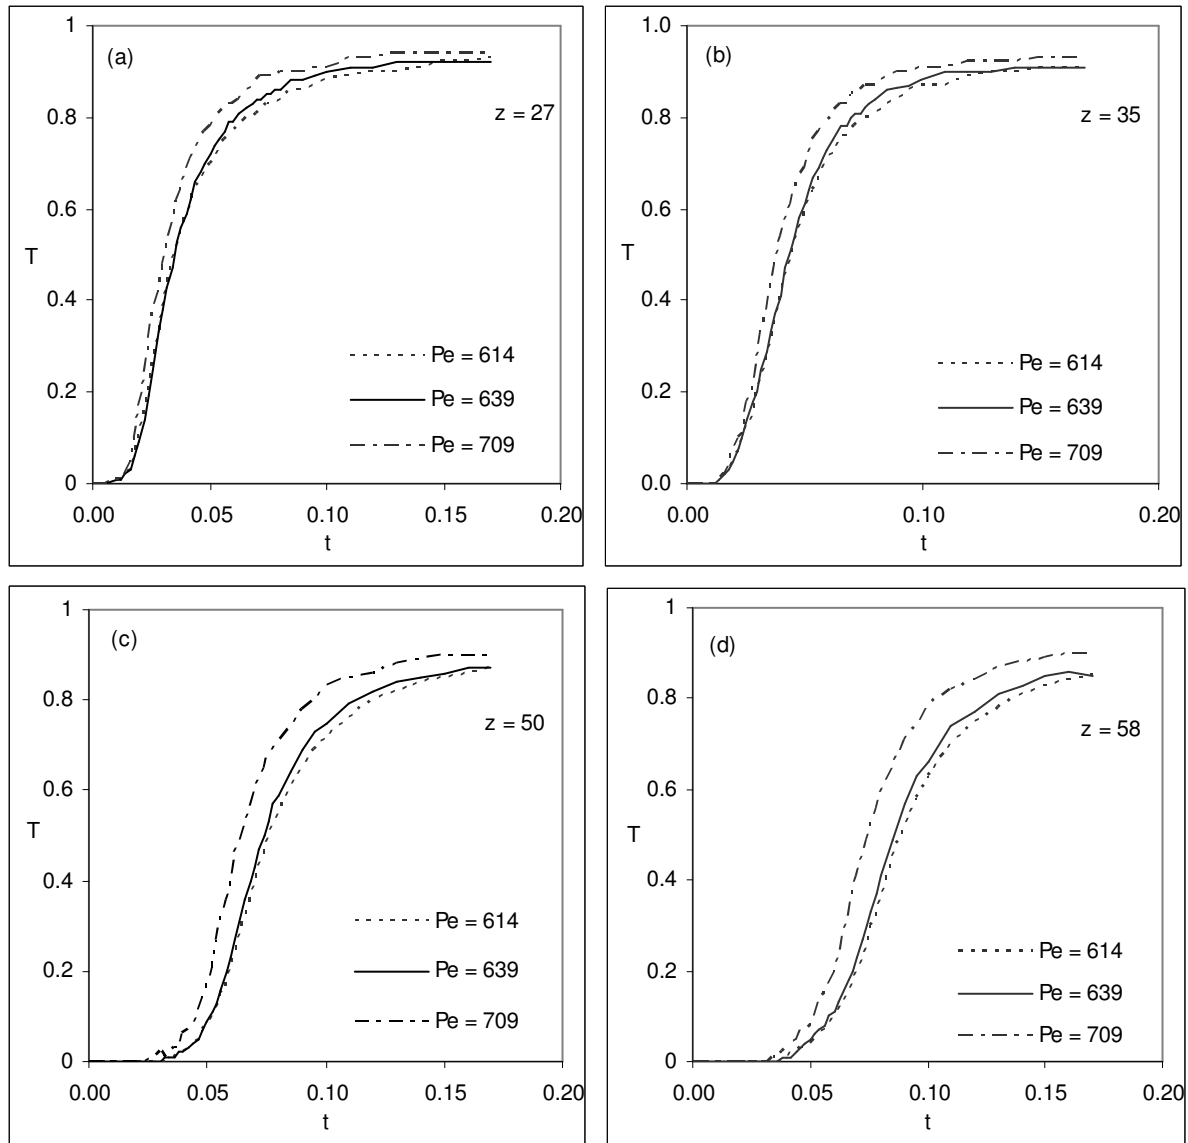 (a)
z = 27
T
1
0.8
0.6
0.4
0.2
0
Pe = 614
Pe = 639
Pe = 709
0.00 0.05 0.10 0.15 0.20
t
(b)
z = 35
T
1.0
0.8
0.6
0.4
0.2
0.0
Pe = 614
Pe = 639
Pe = 709
0.00 0.10 0.20
t
(c)
z = 50
T
1
0.8
0.6
0.4
0.2
0
Pe = 614
Pe = 639
Pe = 709
0.00 0.05 0.10 0.15 0.20
t
(d)
z = 58
T
1
0.8
0.6
0.4
0.2
0
Pe = 614
Pe = 639
Pe = 709
0.00 0.05 0.10 0.15 0.20
t